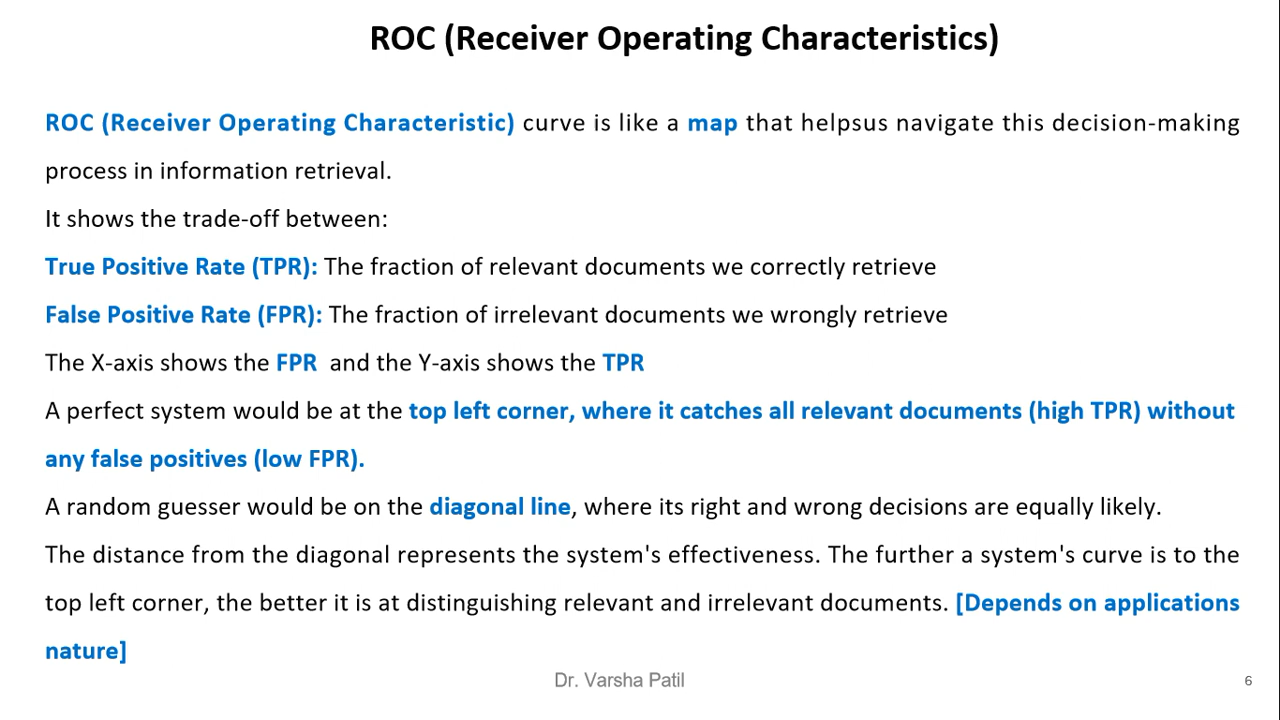 ROC (Receiver Operating Characteristics)
ROC (Receiver Operating Characteristic) curve is like a map that helpsus navigate this decision-making
process in information retrieval.
It shows the trade-off between:
True Positive Rate (TPR): The fraction of relevant documents we correctly retrieve
False Positive Rate (FPR): The fraction of irrelevant documents we wrongly retrieve
The X-axis shows the FPR and the Y-axis shows the TPR
A perfect system would be at the top left corner, where it catches all relevant documents (high TPR) without
any false positives (low FPR).
A random guesser would be on the diagonal line, where its right and wrong decisions are equally likely.
The distance from the diagonal represents the system's effectiveness. The further a system's curve is to the
top left corner, the better it is at distinguishing relevant and irrelevant documents. [Depends on applications
nature]
Dr. Varsha Patil
6